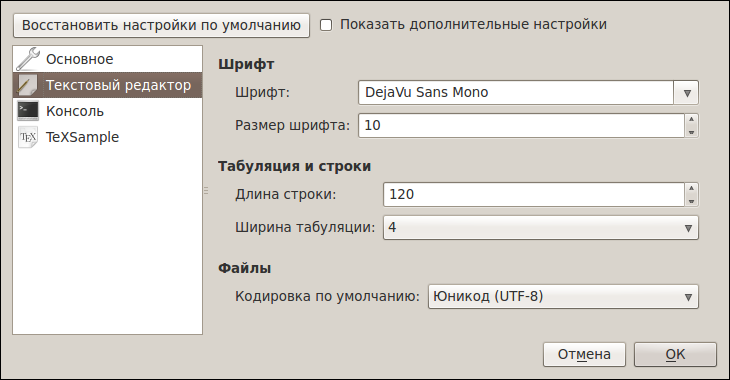 Восстановить настройки по умолчанию Показать дополнительные настройки
Основное
Текстовый редактор
Консоль
TeXSample
Шрифт
Шрифт: DejaVu Sans Mono
Размер шрифта: 10
Табуляция и строки
Длина строки: 120
Ширина табуляции: 4
Файлы
Кодировка по умолчанию: Юникод (UTF-8)
Отмена ОК